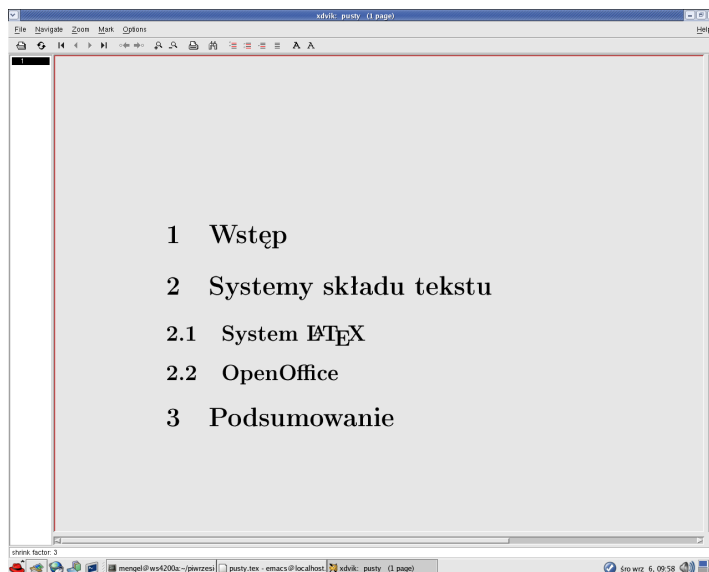 xdvik: pusty (1 page)
File Navigate Zoom Mark Options Help
1
1 Wstęp
2 Systemy składu tekstu
2.1 System LATEX
2.2 OpenOffice
3 Podsumowanie
shrink factor: 3
mengel@ws4200a:~/piwrzesi pusty.tex - emacs@localhost. xdvik: pusty (1 page) śro wrz 6, 09:58